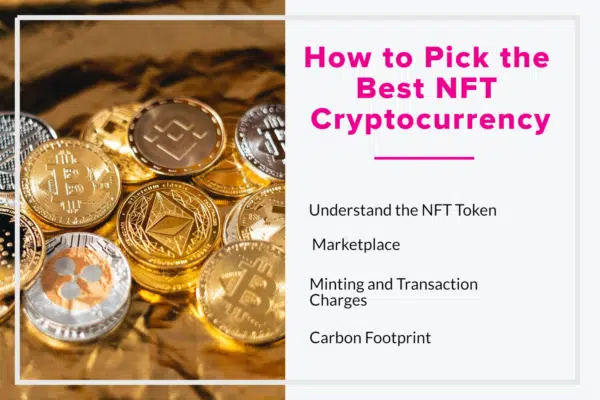 How to Pick the
Best NFT
Cryptocurrency
Understand the NFT Token
Marketplace
Minting and Transaction
Charges
Carbon Footprint